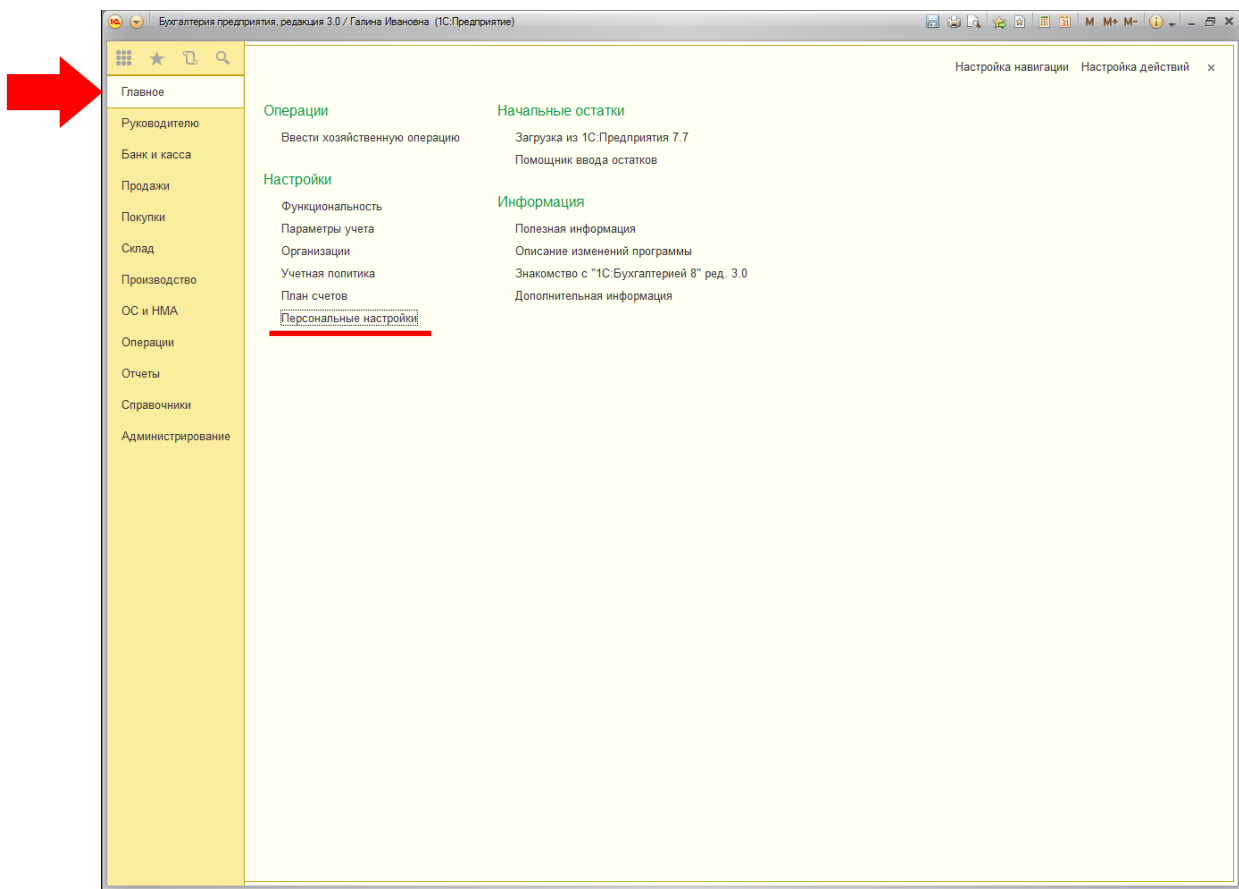 Бухгалтерия предприятия, редакция 3.0 / Галина Ивановна (1С:Предприятие)
M M+ M-
Настройка навигации Настройка действий
Главное
Руководителю
Банк и касса
Продажи
Покупки
Склад
Производство
ОС и НМА
Операции
Отчеты
Справочники
Администрирование
Операции
Ввести хозяйственную операцию
Настройки
Функциональность
Параметры учета
Организации
Учетная политика
План счетов
Персональные настройки
Начальные остатки
Загрузка из 1С:Предприятия 7.7
Помощник ввода остатков
Информация
Полезная информация
Описание изменений программы
Знакомство с "1С:Бухгалтерией 8" ред. 3.0
Дополнительная информация